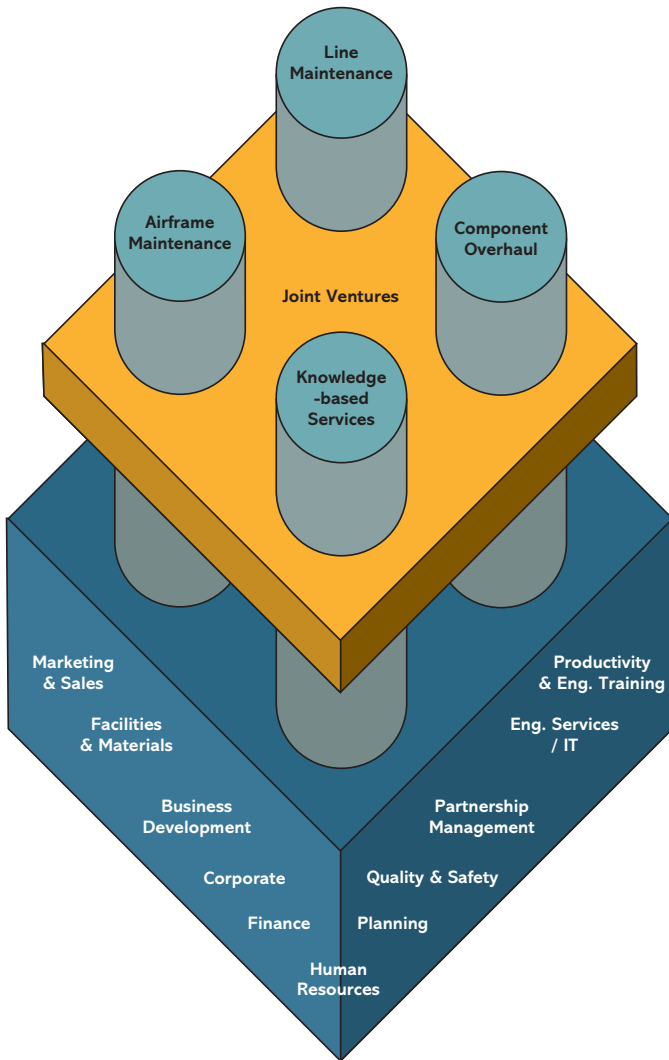 Line
Maintenance
Airframe
Maintenance
Component
Overhaul
Joint Ventures
Knowledge
-based
Services
Marketing
& Sales
Facilities
& Materials
Business
Development
Corporate
Finance
Human
Resources
Productivity
& Eng. Training
Eng. Services
/ IT
Partnership
Management
Quality & Safety
Planning